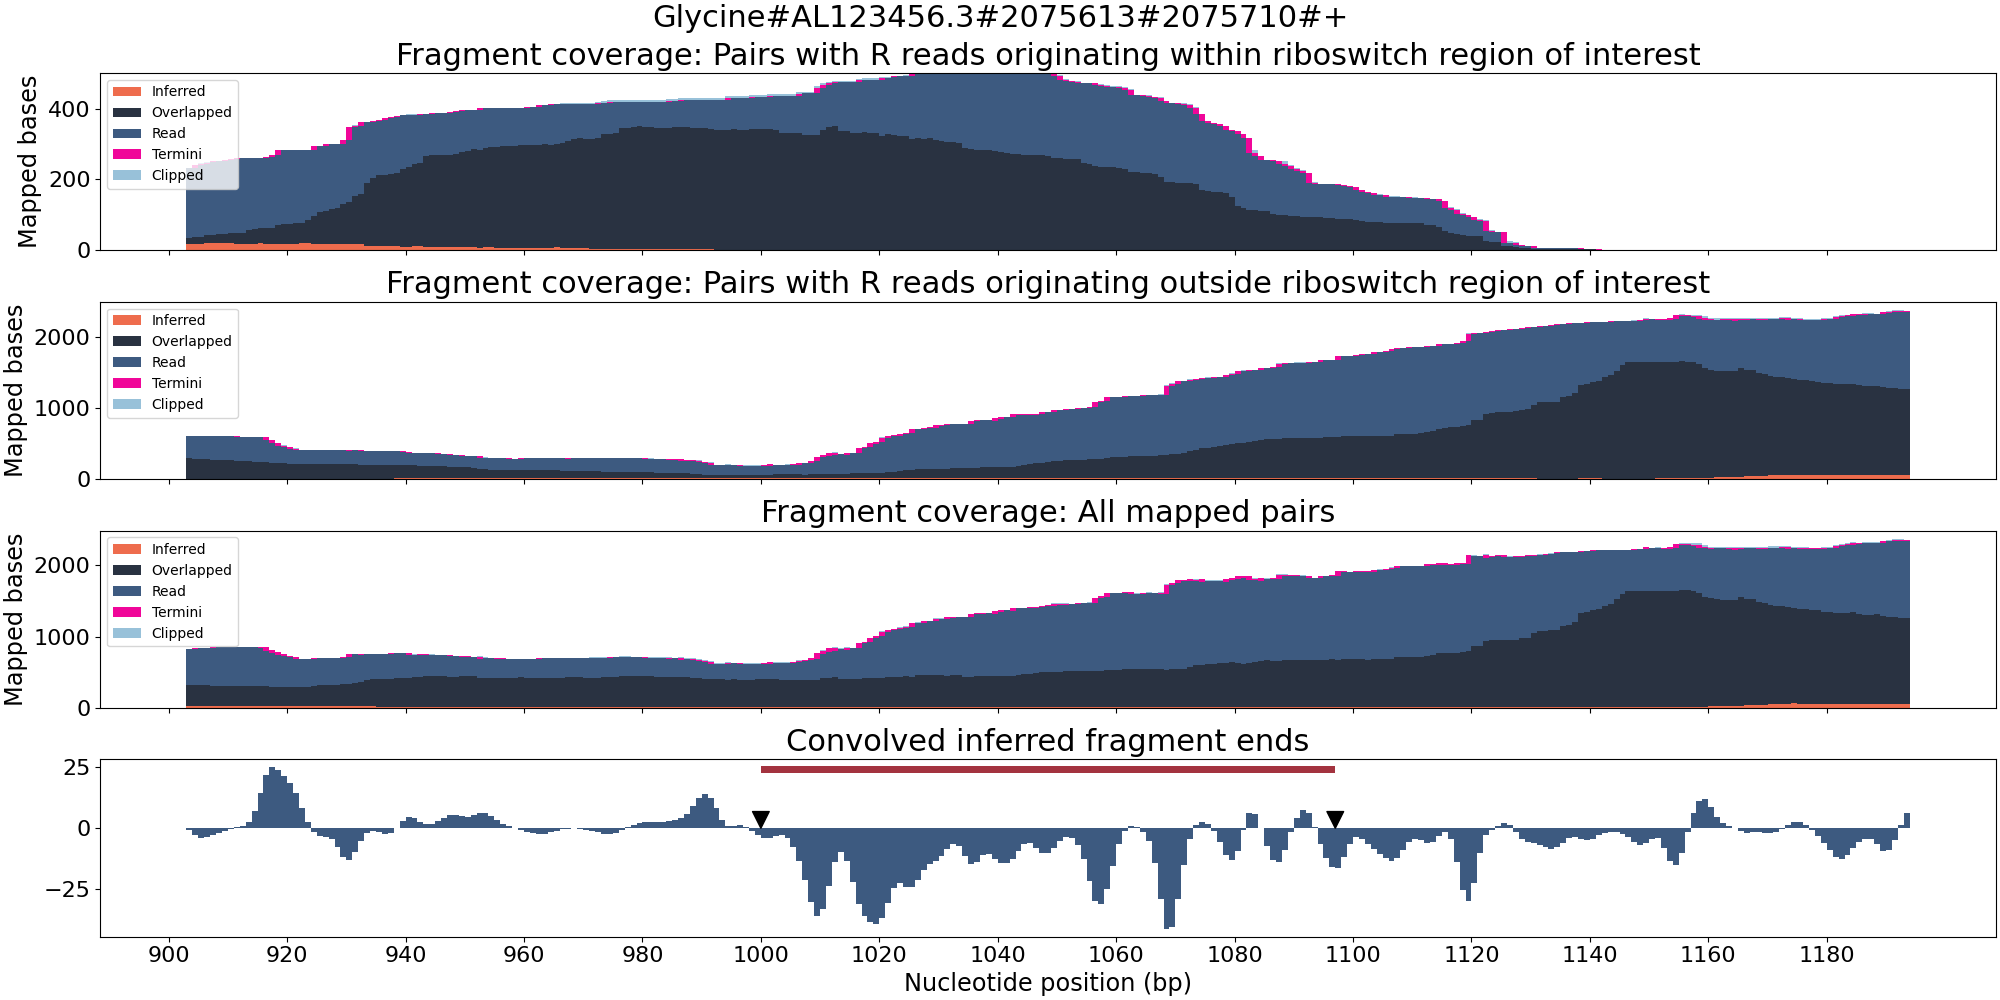 Glycine#AL123456.3#2075613#2075710#+
Fragment coverage: Pairs with R reads originating within riboswitch region of interest
Mapped bases
400
200
0
Inferred
Overlapped
Read
Termini
Clipped
Fragment coverage: Pairs with R reads originating outside riboswitch region of interest
Mapped bases
2000
1000
0
Inferred
Overlapped
Read
Termini
Clipped
Fragment coverage: All mapped pairs
Mapped bases
2000
1000
0
Inferred
Overlapped
Read
Termini
Clipped
Convolved inferred fragment ends
25
0
−25
900 920 940 960 980 1000 1020 1040 1060 1080 1100 1120 1140 1160 1180
Nucleotide position (bp)